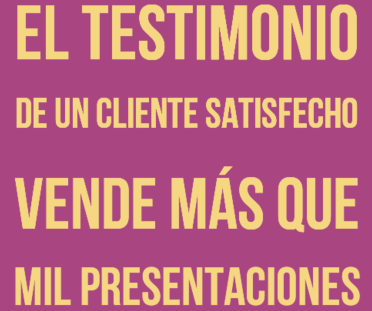 EL TESTIMONIO
DE UN CLIENTE SATISFECHO
VENDE MÁS QUE
MIL PRESENTACIONES